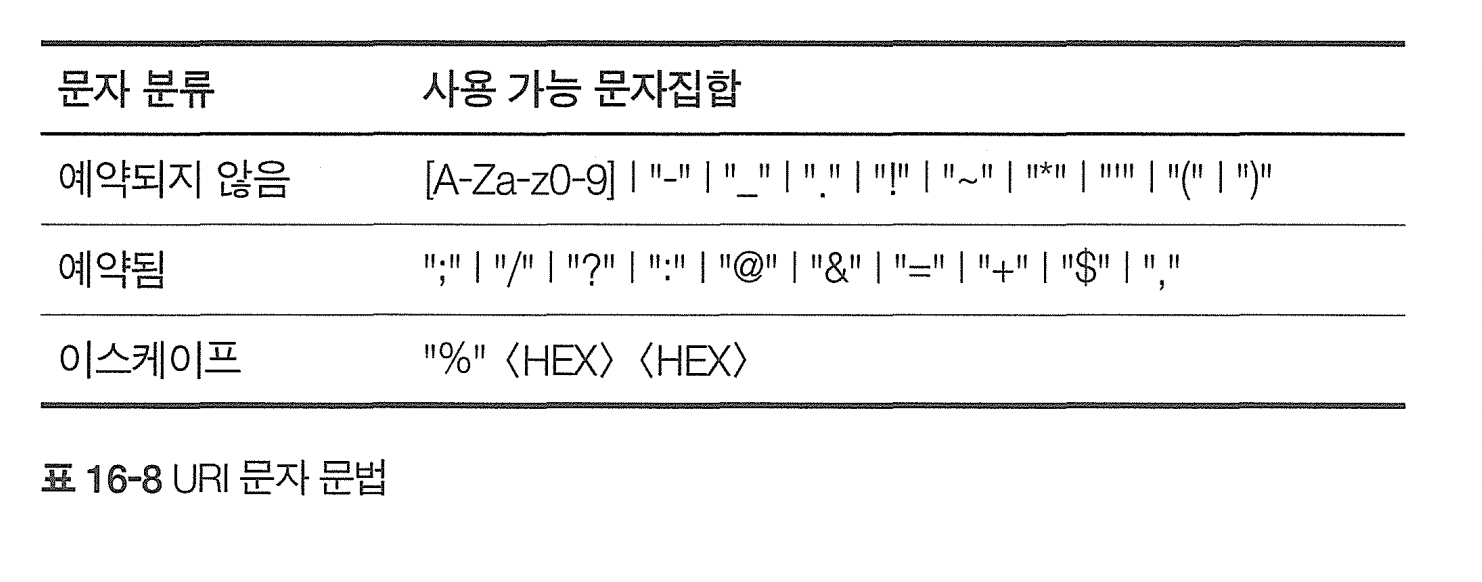 문자 분류 사용 가능 문자집합
예약되지 않음 [A-Za-z0-9] | "-" | "_" | "." | "!" | "~" | "*" | "'" | "(" | ")"
예약됨 ";" | "/" | "?" | ":" | "@" | "&" | "=" | "+" | "$" | ","
이스케이프 "%" 〈HEX〉 〈HEX〉
표 16-8 URI 문자 문법